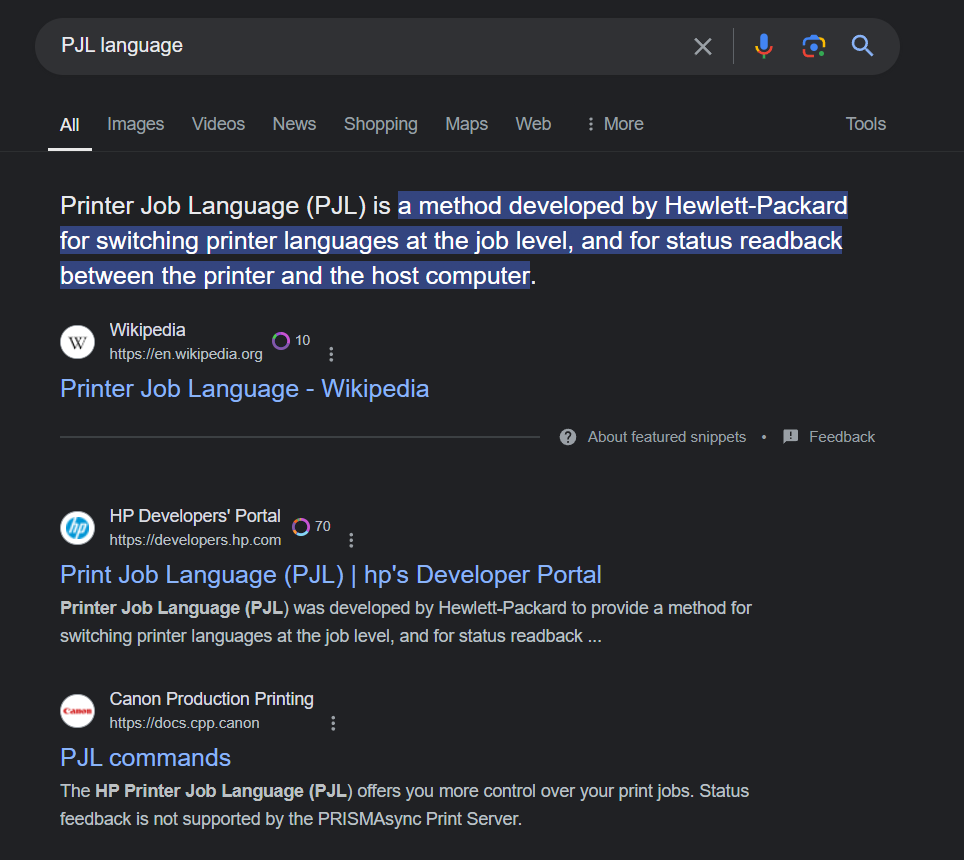 PJL language
All Images Videos News Shopping Maps Web More Tools
Printer Job Language (PJL) is a method developed by Hewlett-Packard
for switching printer languages at the job level, and for status readback
between the printer and the host computer.
W
Wikipedia
10
https://en.wikipedia.org
Printer Job Language - Wikipedia
About featured snippets • Feedback
hp
HP Developers' Portal
70
https://developers.hp.com
Print Job Language (PJL) | hp's Developer Portal
Printer Job Language (PJL) was developed by Hewlett-Packard to provide a method for
switching printer languages at the job level, and for status readback ...
Canon
Canon Production Printing
https://docs.cpp.canon
PJL commands
The HP Printer Job Language (PJL) offers you more control over your print jobs. Status
feedback is not supported by the PRISMAsync Print Server.